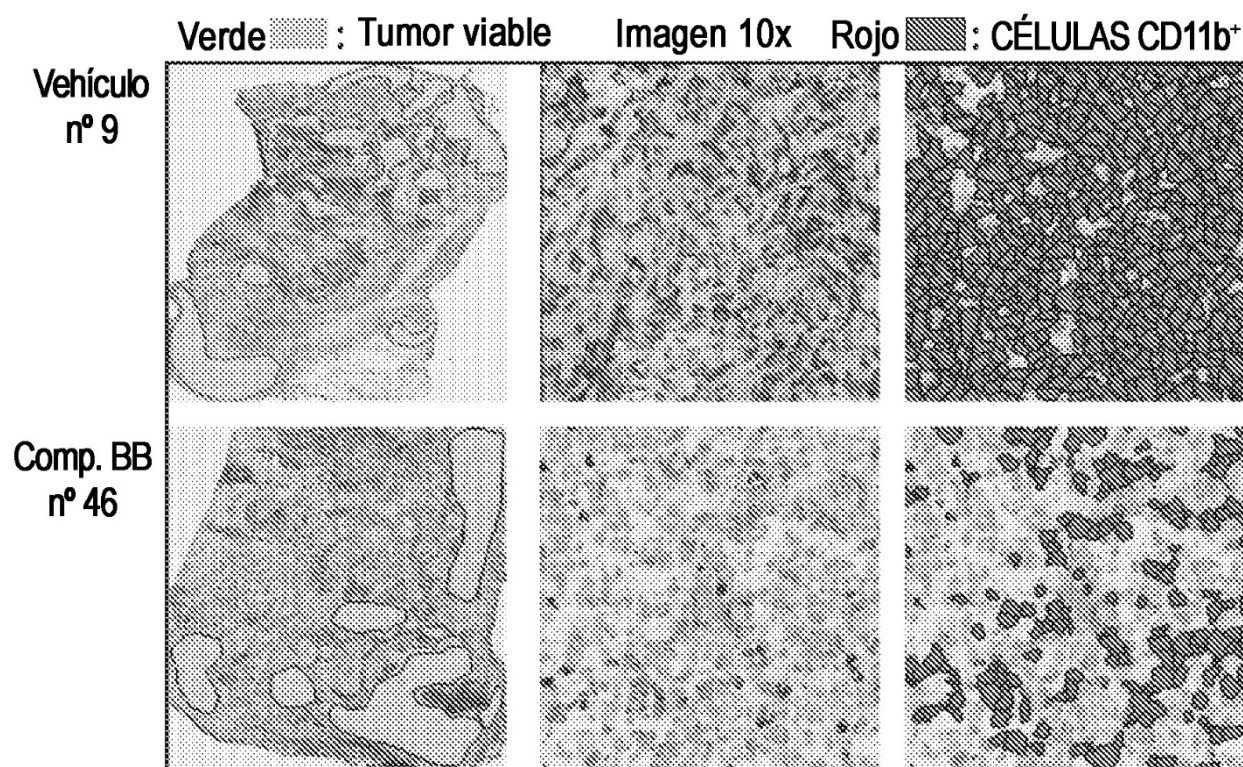 Verde : Tumor viable Imagen 10x Rojo : CÉLULAS CD11b⁺
Vehículo
nº 9
Comp. BB
nº 46